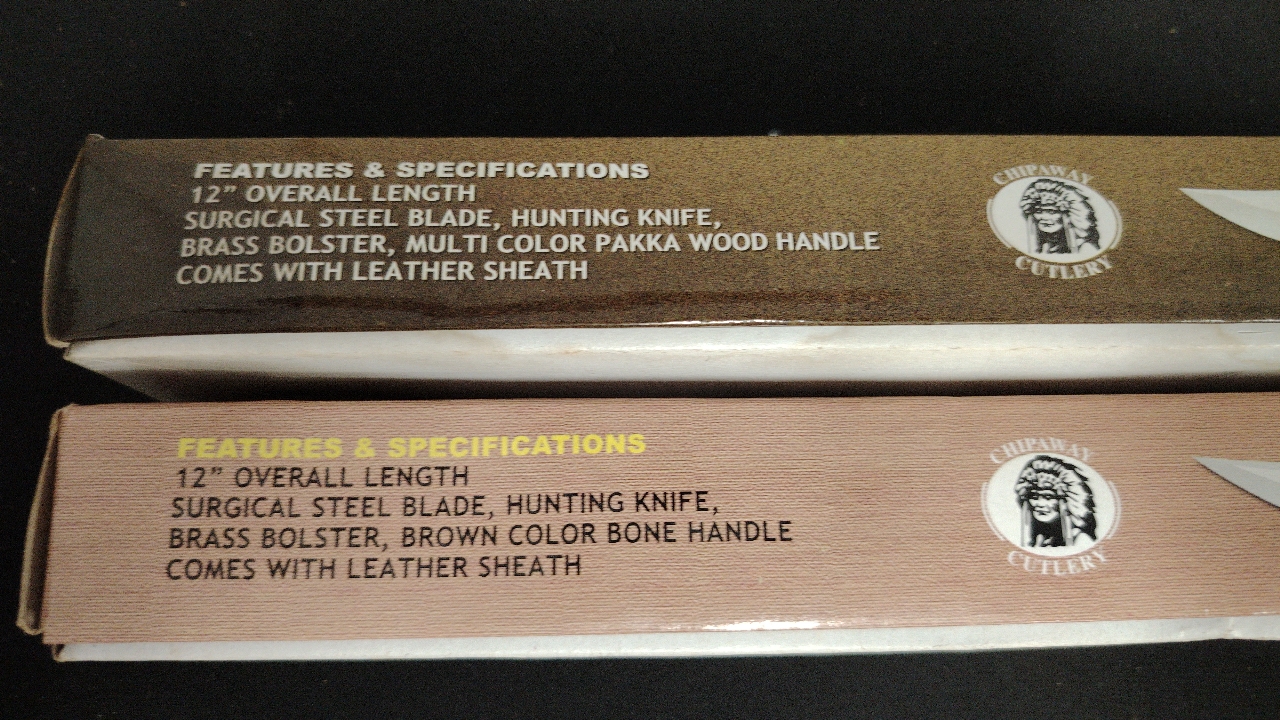 FEATURES & SPECIFICATIONS
12" OVERALL LENGTH
SURGICAL STEEL BLADE, HUNTING KNIFE,
BRASS BOLSTER, MULTI COLOR PAKKA WOOD HANDLE
COMES WITH LEATHER SHEATH
CHIPAWAY
CUTLERY
FEATURES & SPECIFICATIONS
12" OVERALL LENGTH
SURGICAL STEEL BLADE, HUNTING KNIFE,
BRASS BOLSTER, BROWN COLOR BONE HANDLE
COMES WITH LEATHER SHEATH
CHIPAWAY
CUTLERY